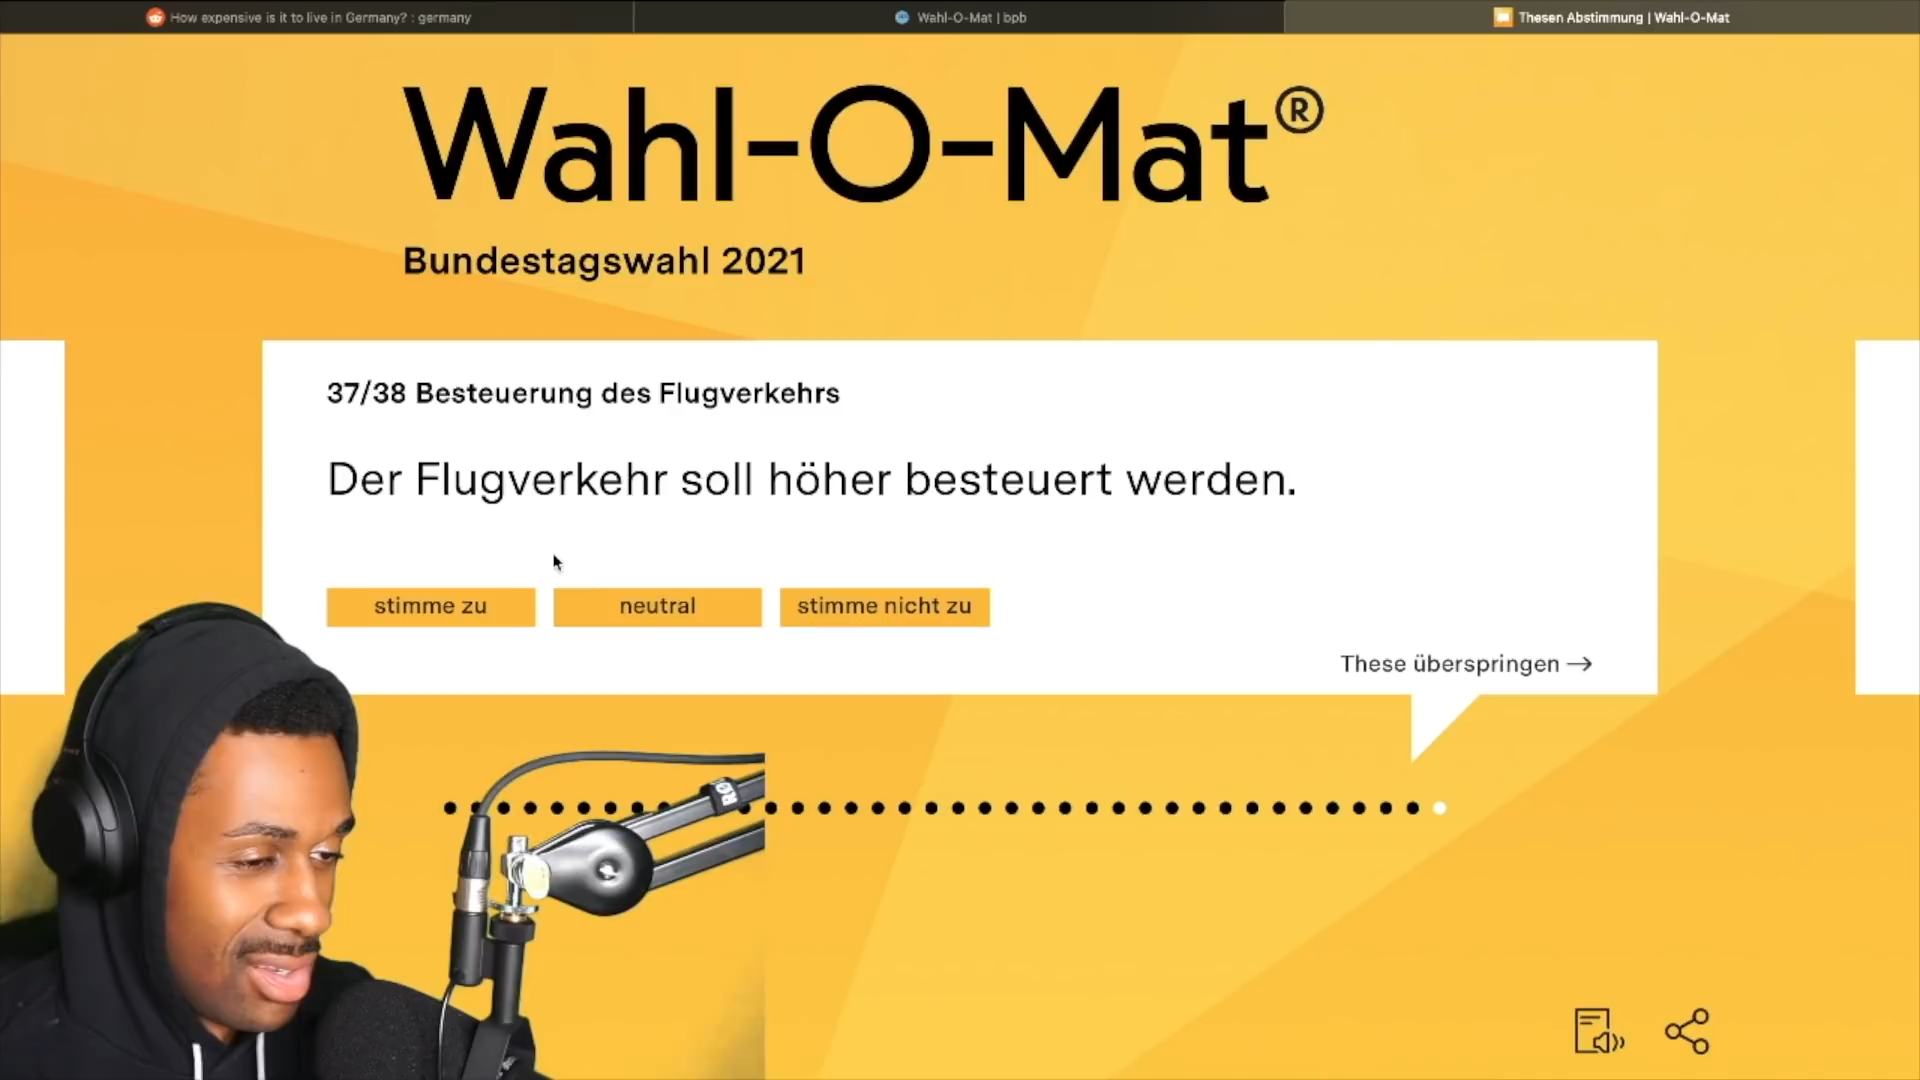 How expensive is it to live in Germany? : germany
Wahl-O-Mat | bpb
Thesen Abstimmung | Wahl-O-Mat
Wahl-O-Mat®
Bundestagswahl 2021
37/38 Besteuerung des Flugverkehrs
Der Flugverkehr soll höher besteuert werden.
stimme zu
neutral
stimme nicht zu
These überspringen →